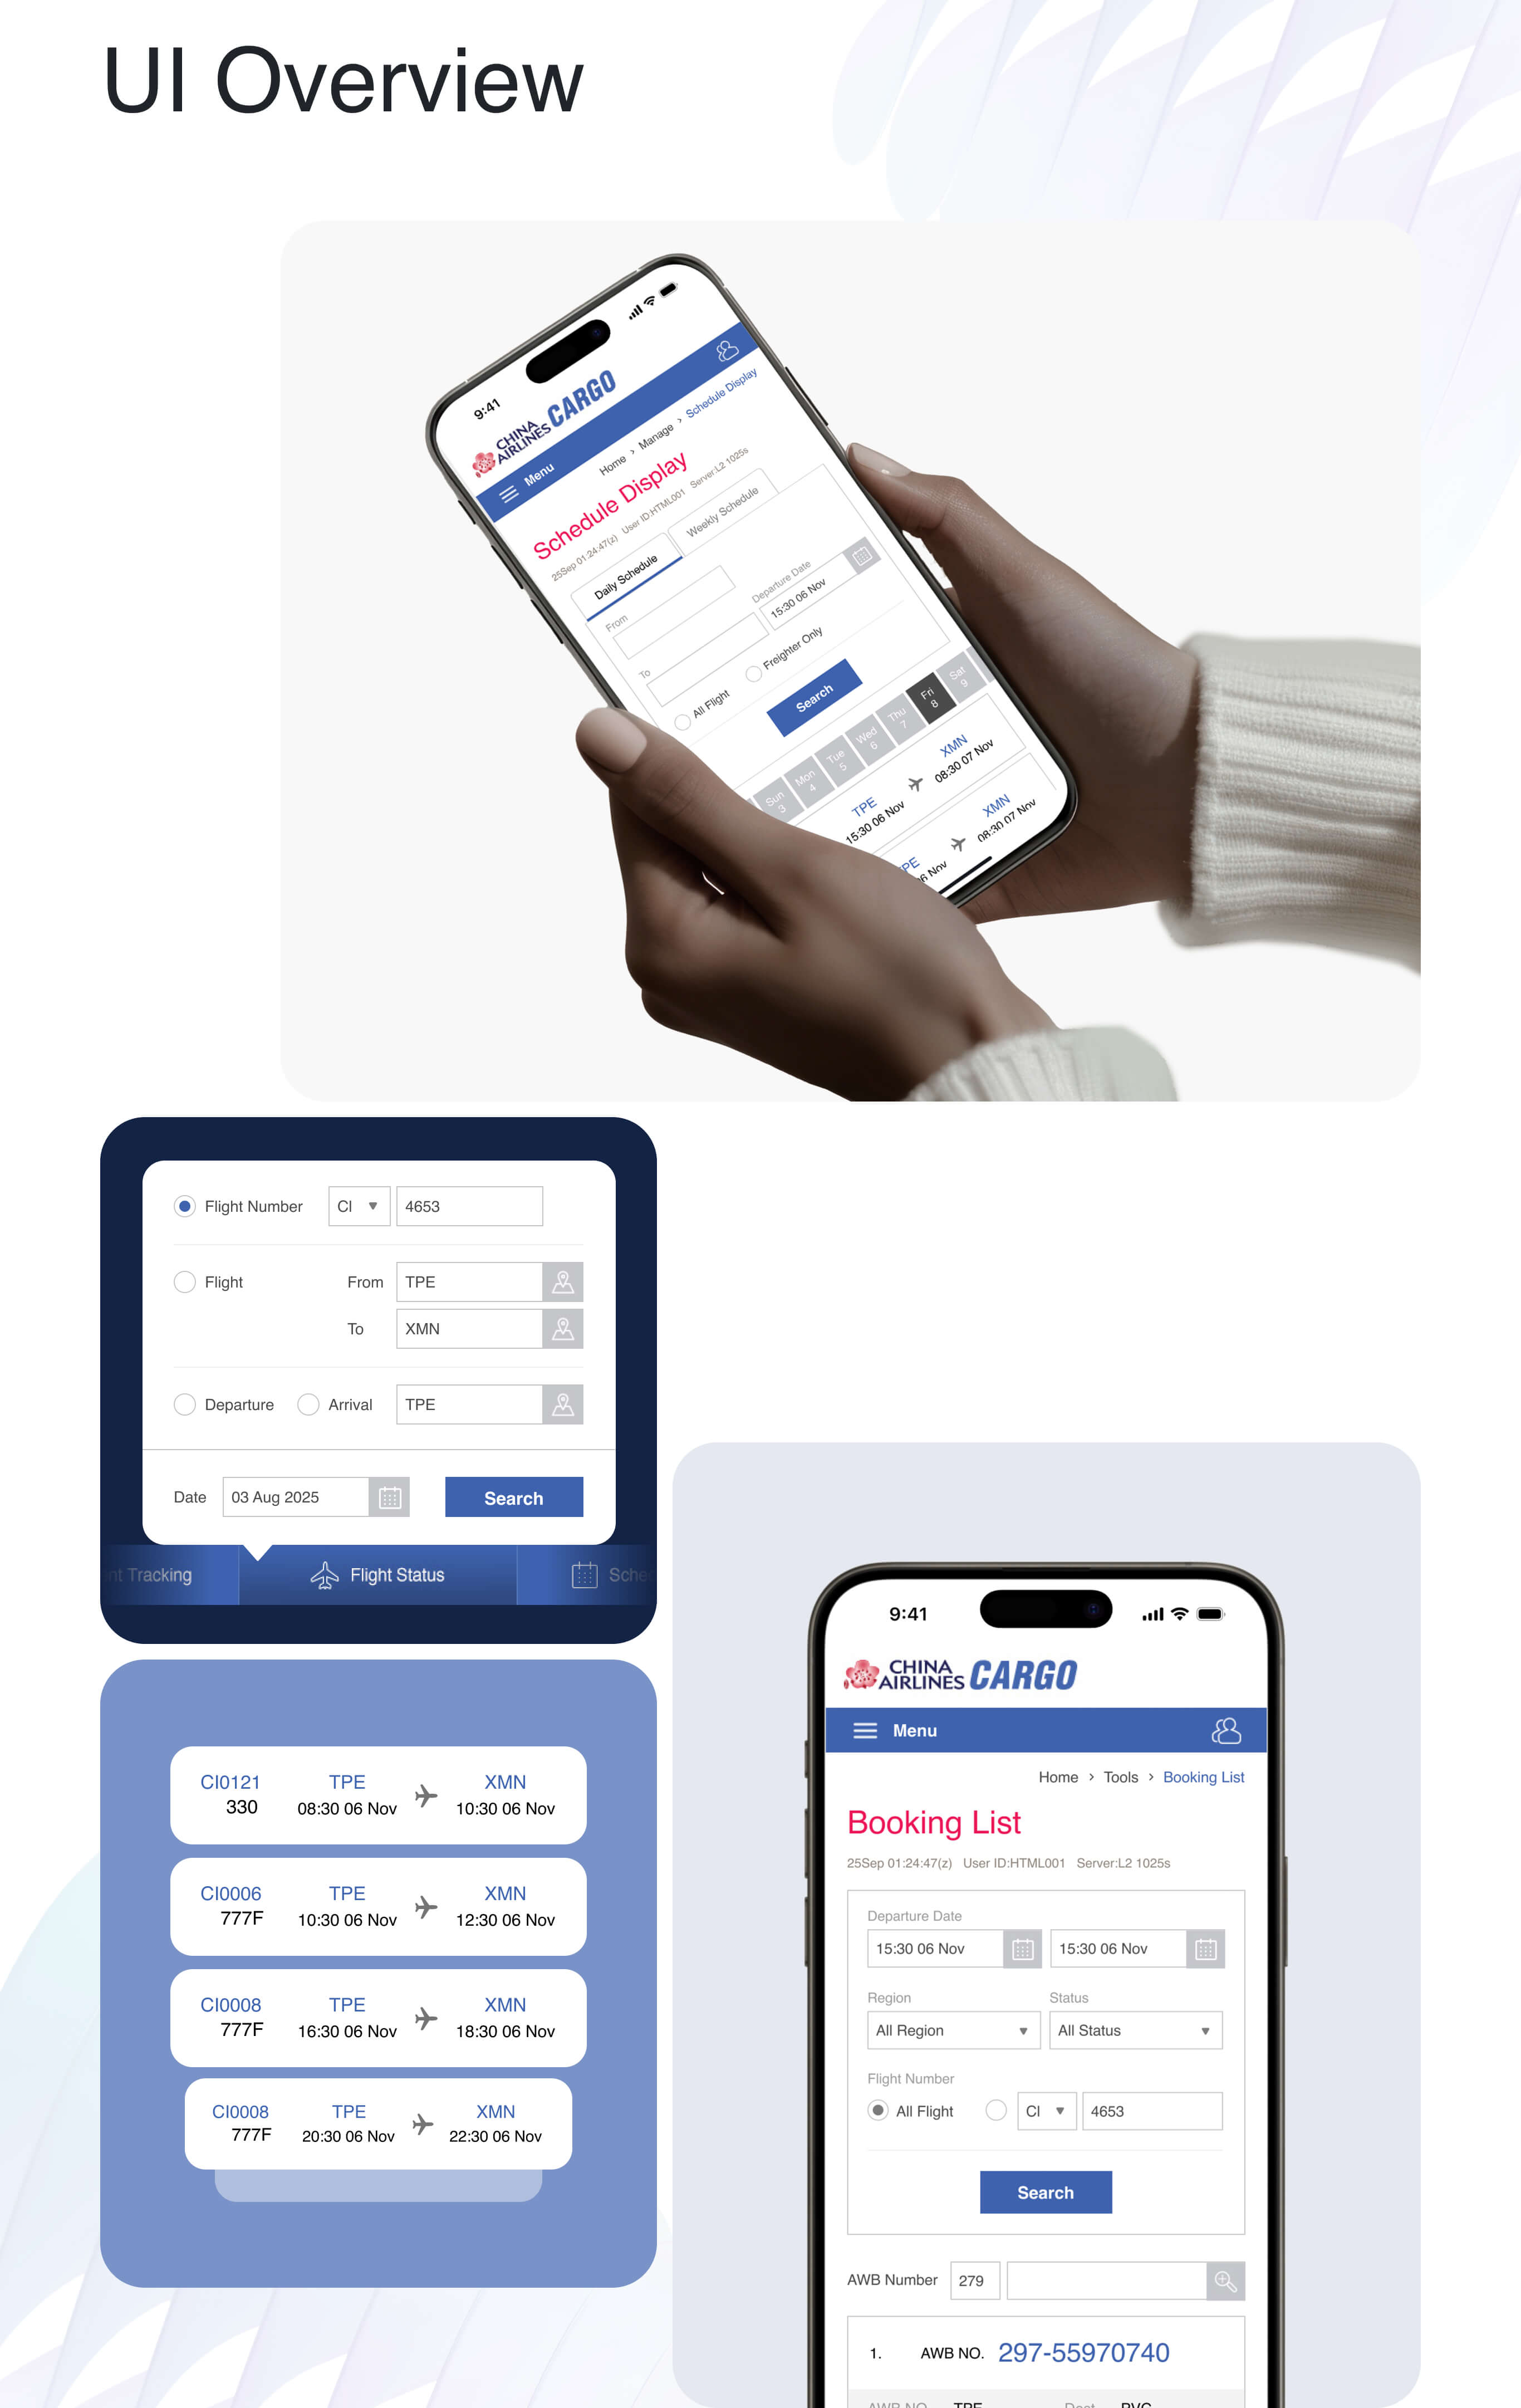 UI Overview
9:41
CHINA AIRLINES CARGO
Menu
Home > Manage > Schedule Display
Schedule Display
25Sep 01:24:47(z) User ID:HTML001 Server:L2 1025s
Daily Schedule Weekly Schedule
From
To
Departure Date
15:30 06 Nov
All Flight Freighter Only
Search
Sun 3 Mon 4 Tue 5 Wed 6 Thu 7 Fri 8 Sat 9
TPE XMN
15:30 06 Nov 08:30 07 Nov
XMN
08:30 07 Nov
Flight Number CI 4653
Flight From TPE
To XMN
Departure Arrival TPE
Date 03 Aug 2025 Search
Tracking Flight Status
CI0121 TPE XMN
330 08:30 06 Nov 10:30 06 Nov
CI0006 TPE XMN
777F 10:30 06 Nov 12:30 06 Nov
CI0008 TPE XMN
777F 16:30 06 Nov 18:30 06 Nov
CI0008 TPE XMN
777F 20:30 06 Nov 22:30 06 Nov
9:41
CHINA AIRLINES CARGO
Menu
Home > Tools > Booking List
Booking List
25Sep 01:24:47(z) User ID:HTML001 Server:L2 1025s
Departure Date
15:30 06 Nov 15:30 06 Nov
Region Status
All Region All Status
Flight Number
All Flight CI 4653
Search
AWB Number 279
1. AWB NO. 297-55970740